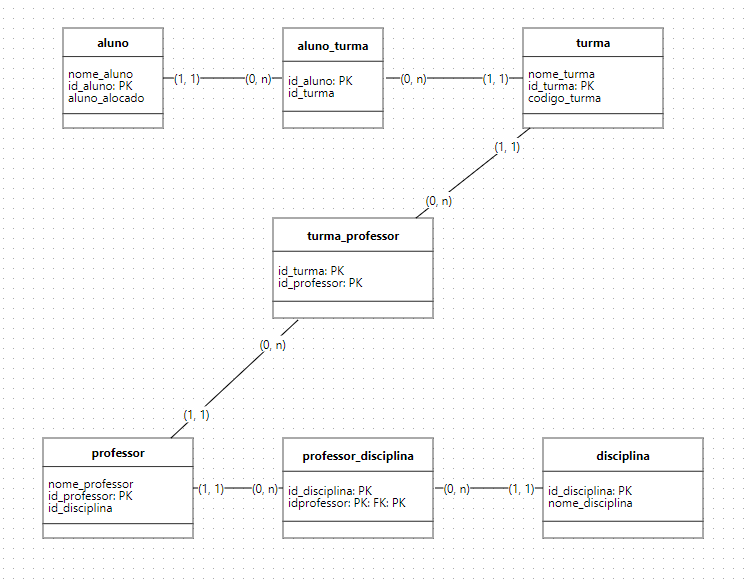 aluno
nome_aluno
id_aluno: PK
aluno_alocado
(1, 1)
(0, n)
aluno_turma
id_aluno: PK
id_turma
(0, n)
(1, 1)
turma
nome_turma
id_turma: PK
codigo_turma
(1, 1)
(0, n)
turma_professor
id_turma: PK
id_professor: PK
(0, n)
(1, 1)
professor
nome_professor
id_professor: PK
id_disciplina
(1, 1)
(0, n)
professor_disciplina
id_disciplina: PK
idprofessor: PK: FK: PK
(0, n)
(1, 1)
disciplina
id_disciplina: PK
nome_disciplina